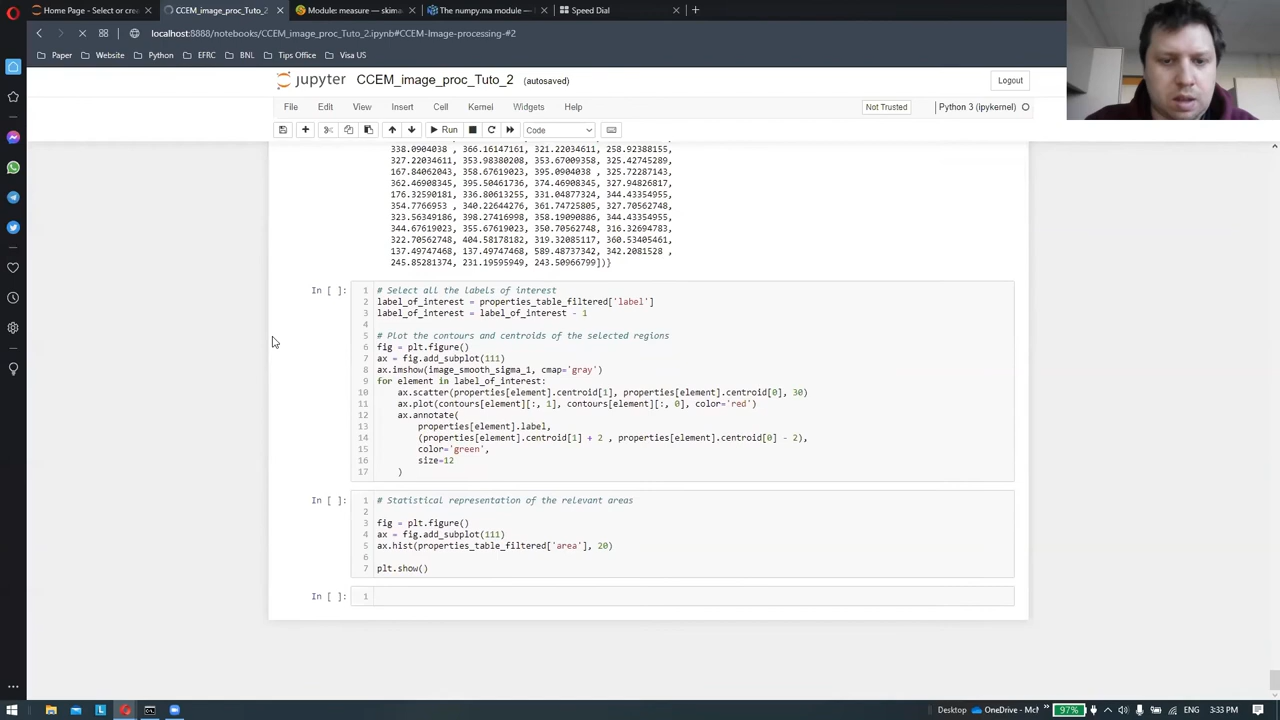 Home Page - Select or cre
CCEM_image_proc_Tuto_2
Module: measure — skima
The numpy.ma module —
Speed Dial
localhost:8888/notebooks/CCEM_image_proc_Tuto_2.ipynb#CCEM-Image-processing-#2
Paper
Website
Python
EFRC
BNL
Tips Office
Visa US
jupyter
CCEM_image_proc_Tuto_2
(autosaved)
Logout
File
Edit
View
Insert
Cell
Kernel
Widgets
Help
Not Trusted
Python 3 (ipykernel)
Run
Code
338.0904038 , 366.16147161, 321.22034611, 258.92388155,
327.22034611, 353.98380208, 353.67009358, 325.42745289,
167.84062043, 358.67619023, 395.0904038 , 325.72287143,
362.46908345, 395.50461736, 374.46908345, 327.94826817,
176.32590181, 336.80613255, 331.04877324, 344.43354955,
354.7766953 , 340.22644276, 361.74725805, 327.70562748,
323.56349186, 398.27416998, 358.19090886, 344.43354955,
344.67619023, 355.67619023, 350.70562748, 316.32694783,
322.70562748, 404.58178182, 319.32085117, 360.53405461,
137.49747468, 137.49747468, 589.48737342, 342.2081528 ,
245.85281374, 231.19595949, 243.50966799])}
In [ ]:
1 # Select all the labels of interest
2 label_of_interest = properties_table_filtered['label']
3 label_of_interest = label_of_interest - 1
4
5 # Plot the contours and centroids of the selected regions
6 fig = plt.figure()
7 ax = fig.add_subplot(111)
8 ax.imshow(image_smooth_sigma_1, cmap='gray')
9 for element in label_of_interest:
10 ax.scatter(properties[element].centroid[1], properties[element].centroid[0], 30)
11 ax.plot(contours[element][:, 1], contours[element][:, 0], color='red')
12 ax.annotate(
13 properties[element].label,
14 (properties[element].centroid[1] + 2 , properties[element].centroid[0] - 2),
15 color='green',
16 size=12
17 )
In [ ]:
1 # Statistical representation of the relevant areas
2
3 fig = plt.figure()
4 ax = fig.add_subplot(111)
5 ax.hist(properties_table_filtered['area'], 20)
6
7 plt.show()
In [ ]:
1
Desktop
OneDrive - McM
97%
3:33 PM